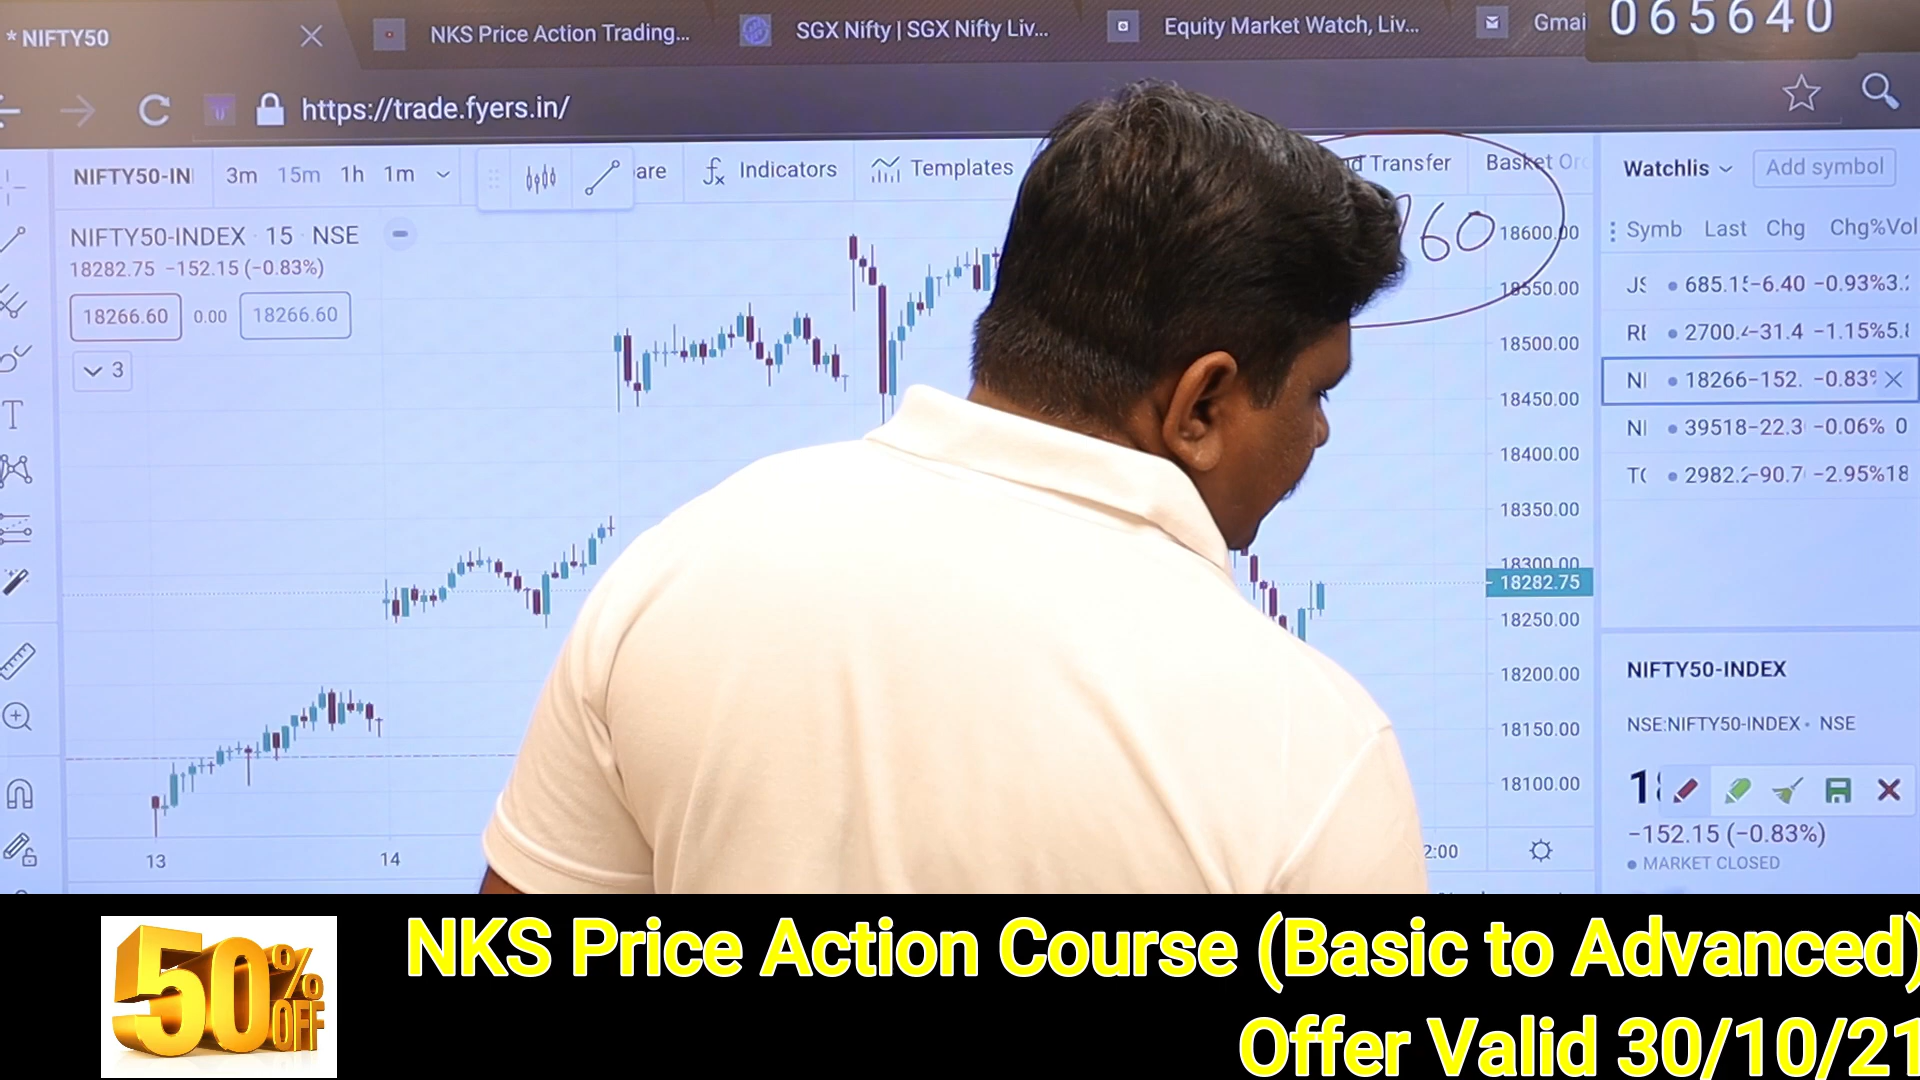 * NIFTY50
NKS Price Action Trading...
SGX Nifty | SGX Nifty Liv...
Equity Market Watch, Liv...
Gmai
065640
https://trade.fyers.in/
NIFTY50-IN
3m 15m 1h 1m
are
Indicators
Templates
d Transfer
Basket Or
NIFTY50-INDEX · 15 · NSE
18282.75 −152.15 (−0.83%)
18266.60 0.00 18266.60
3
60
18600.00
18550.00
18500.00
18450.00
18400.00
18350.00
18300.00
18282.75
18250.00
18200.00
18150.00
18100.00
13 14
2:00
Watchlis
Add symbol
Symb Last Chg Chg%Vol
685.1 −6.40 −0.93%3.
2700. −31.4 −1.15%5.
18266 −152. −0.83
39518 −22.3 −0.06% 0
2982. −90.7 −2.95%18
NIFTY50-INDEX
NSE:NIFTY50-INDEX • NSE
−152.15 (−0.83%)
MARKET CLOSED
50% OFF
NKS Price Action Course (Basic to Advanced)
Offer Valid 30/10/21